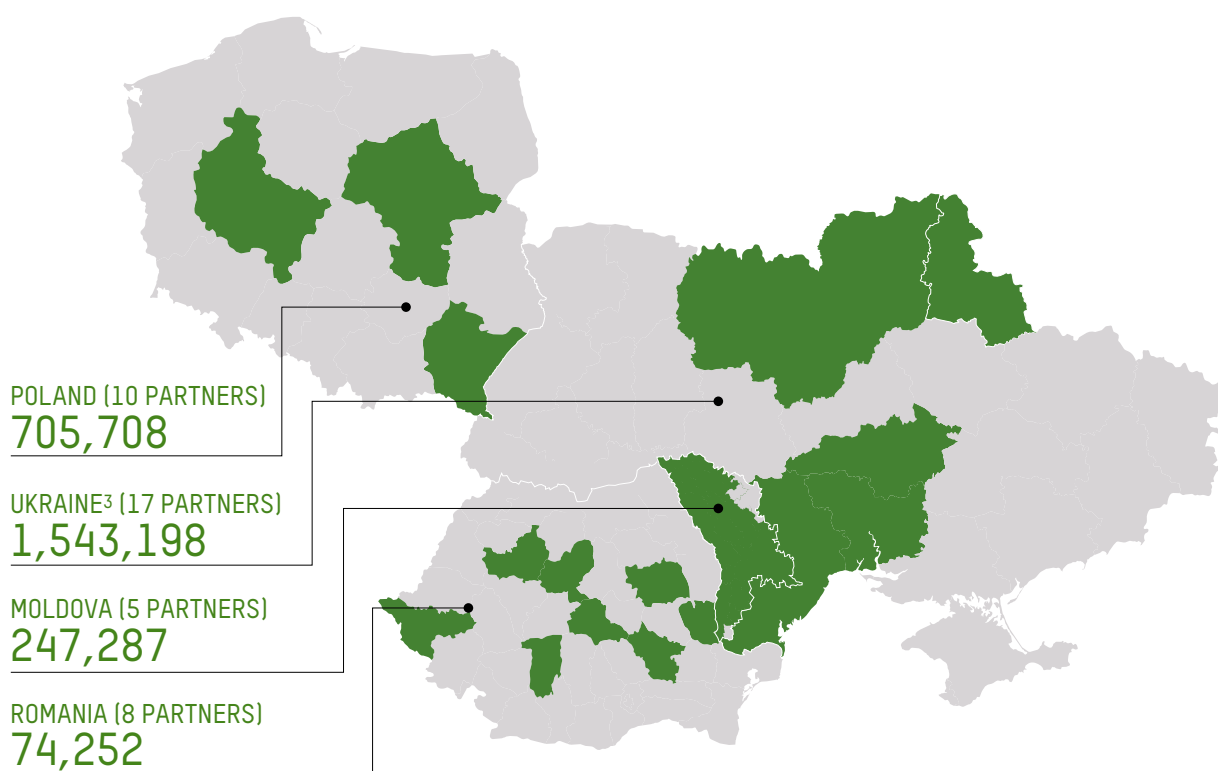 POLAND (10 PARTNERS)
705,708
UKRAINE³ (17 PARTNERS)
1,543,198
MOLDOVA (5 PARTNERS)
247,287
ROMANIA (8 PARTNERS)
74,252